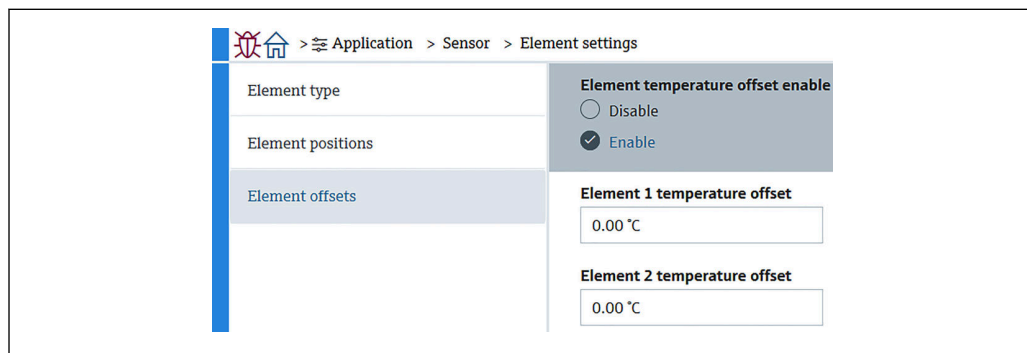 > Application > Sensor > Element settings
Element type
Element positions
Element offsets
Element temperature offset enable
Disable
Enable
Element 1 temperature offset
0.00 °C
Element 2 temperature offset
0.00 °C